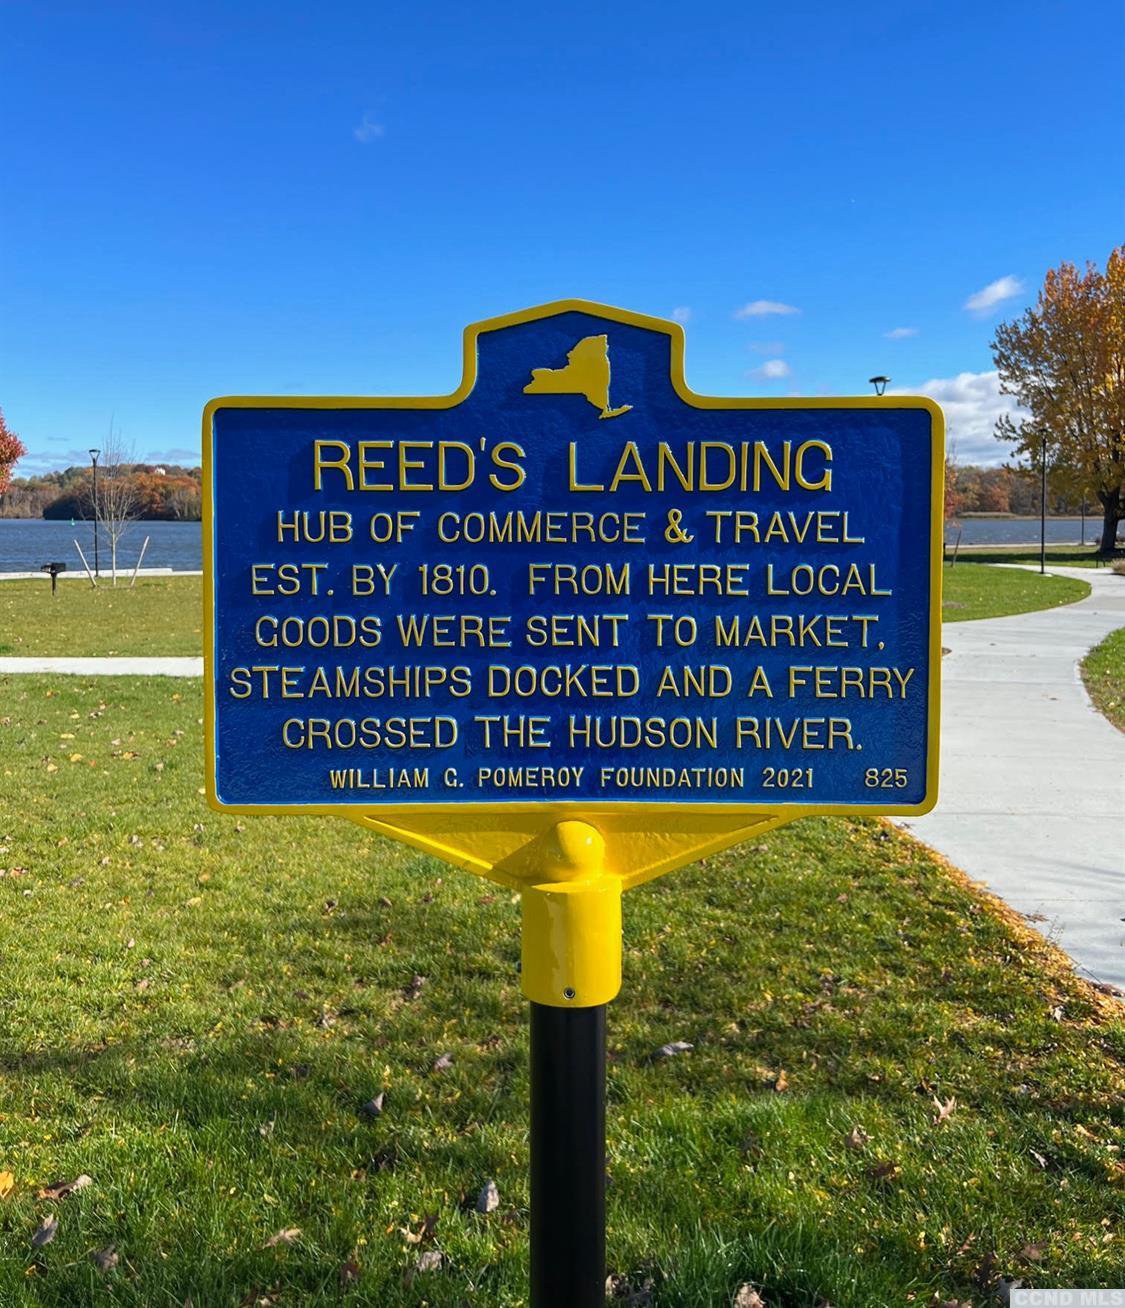 REED'S LANDING
HUB OF COMMERCE & TRAVEL
EST. BY 1810. FROM HERE LOCAL
GOODS WERE SENT TO MARKET,
STEAMSHIPS DOCKED AND A FERRY
CROSSED THE HUDSON RIVER.
WILLIAM G. POMEROY FOUNDATION 2021 825
CCND MLS